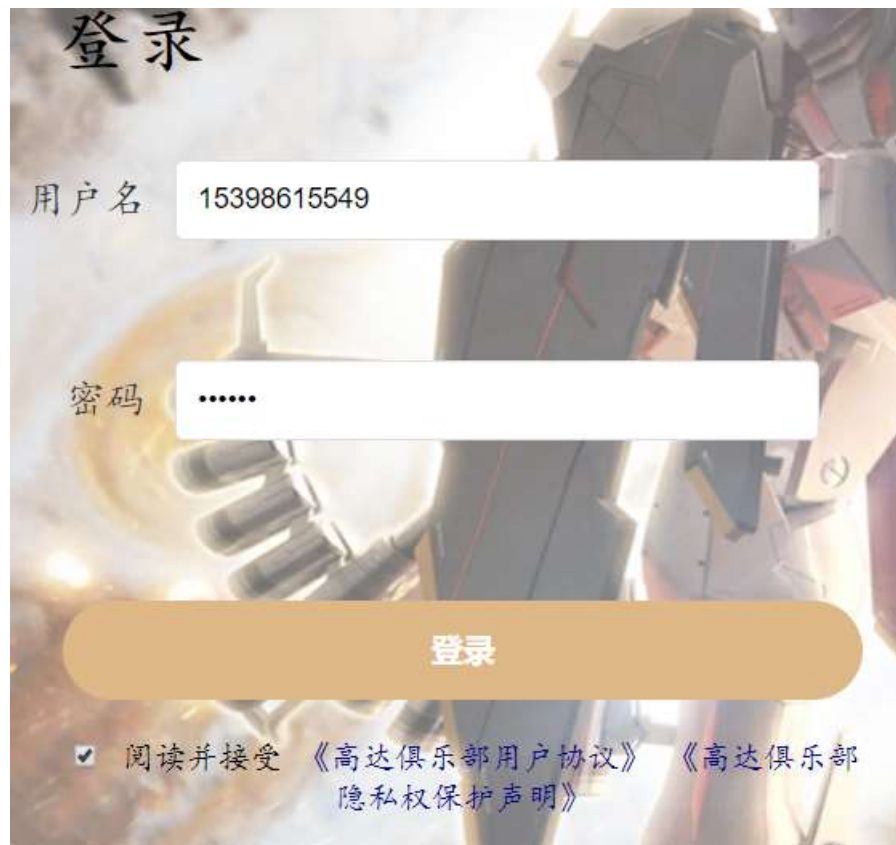 登录
用户名 15398615549
密码 ••••••
登录
阅读并接受 《高达俱乐部用户协议》 《高达俱乐部
隐私权保护声明》